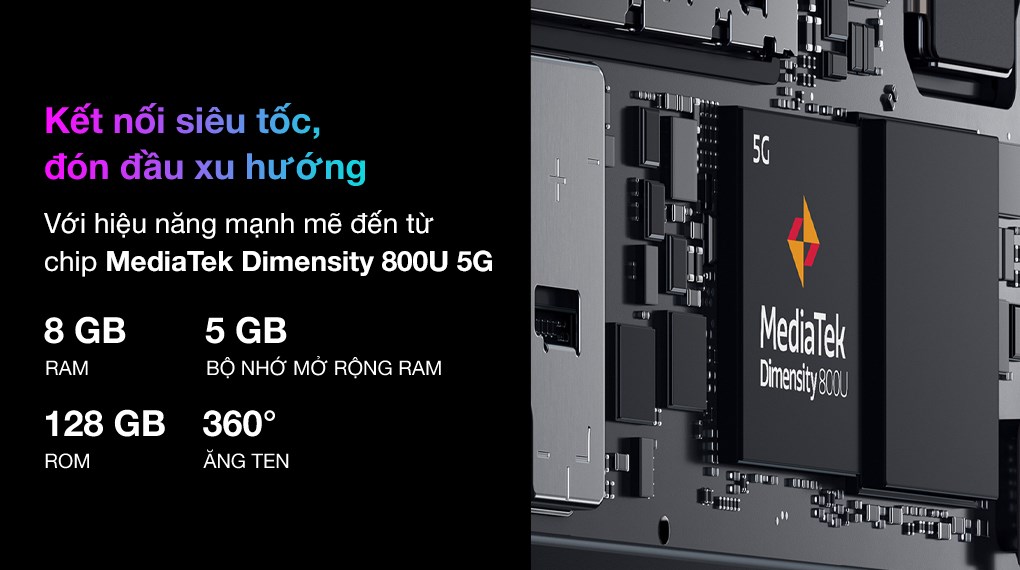 Kết nối siêu tốc,
đón đầu xu hướng
Với hiệu năng mạnh mẽ đến từ
chip MediaTek Dimensity 800U 5G
8 GB
RAM
5 GB
BỘ NHỚ MỞ RỘNG RAM
128 GB
ROM
360°
ĂNG TEN
5G
MediaTek
Dimensity 800U